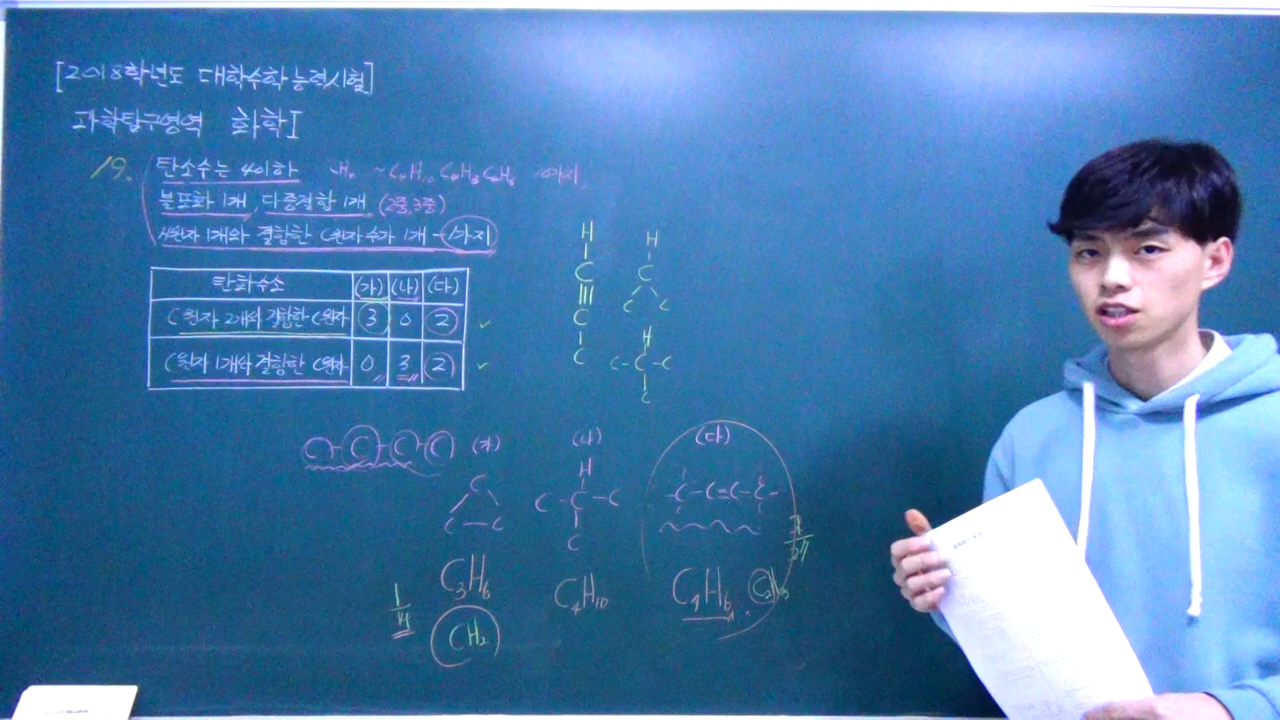 [2018학년도 대학수학능력시험]
과학탐구영역 화학I
19.
탄소수는 4이하
불포화 1개, 다중결합 1개 (2중,3중)
H원자 1개와 결합한 C원자 수가 1개 - 1가지
탄화수소 (가) (나) (다)
C원자 2개와 결합한 C원자 3 0 2
C원자 1개와 결합한 C원자 0 3 2
H
C
C
C
H
C
C C
H
C-C-C
C
C-C-C-C
(가)
C
C-C
C3H6
CH2
(나)
H
C-C-C
C
C4H10
(다)
-C-C≡C-C-
C4H6
1
14